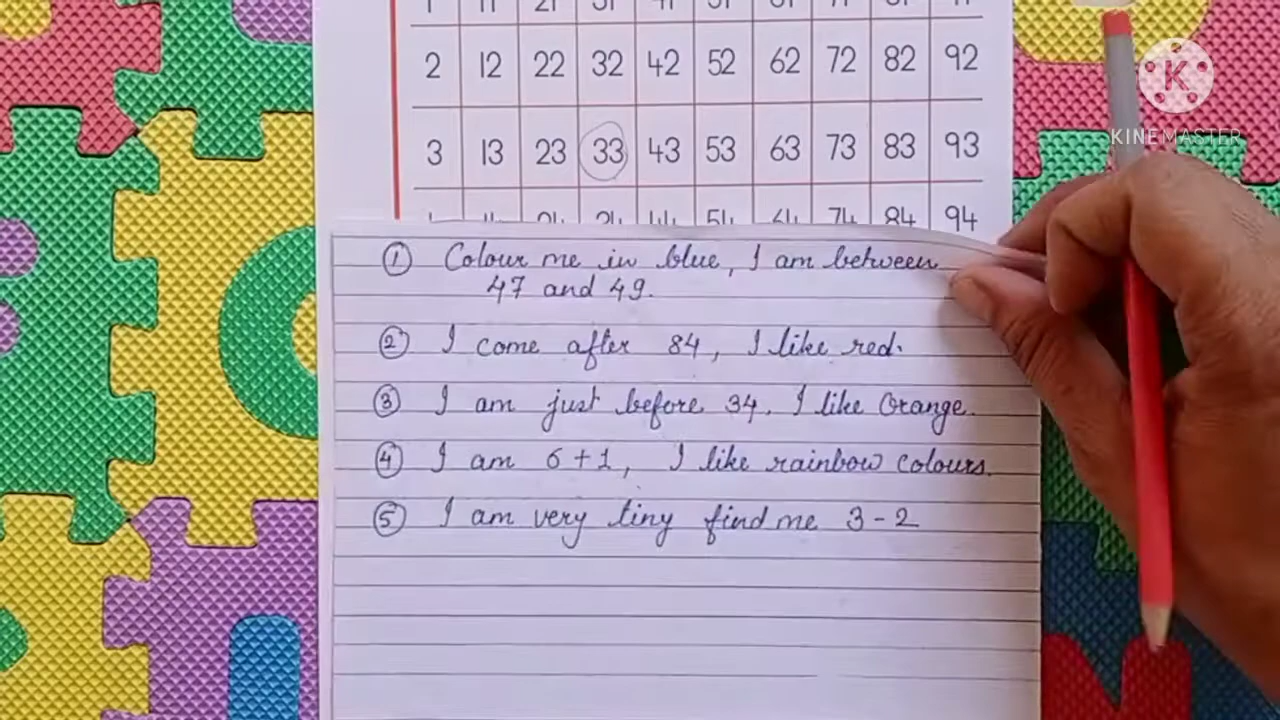 2 12 22 32 42 52 62 72 82 92
3 13 23 33 43 53 63 73 83 93
54 64 74 84 94
K
KINEMASTER
① Colour me in blue, I am between
47 and 49.
② I come after 84, I like red.
③ I am just before 34. I like Orange.
④ I am 6+1, I like rainbow colours.
⑤ I am very tiny find me 3-2